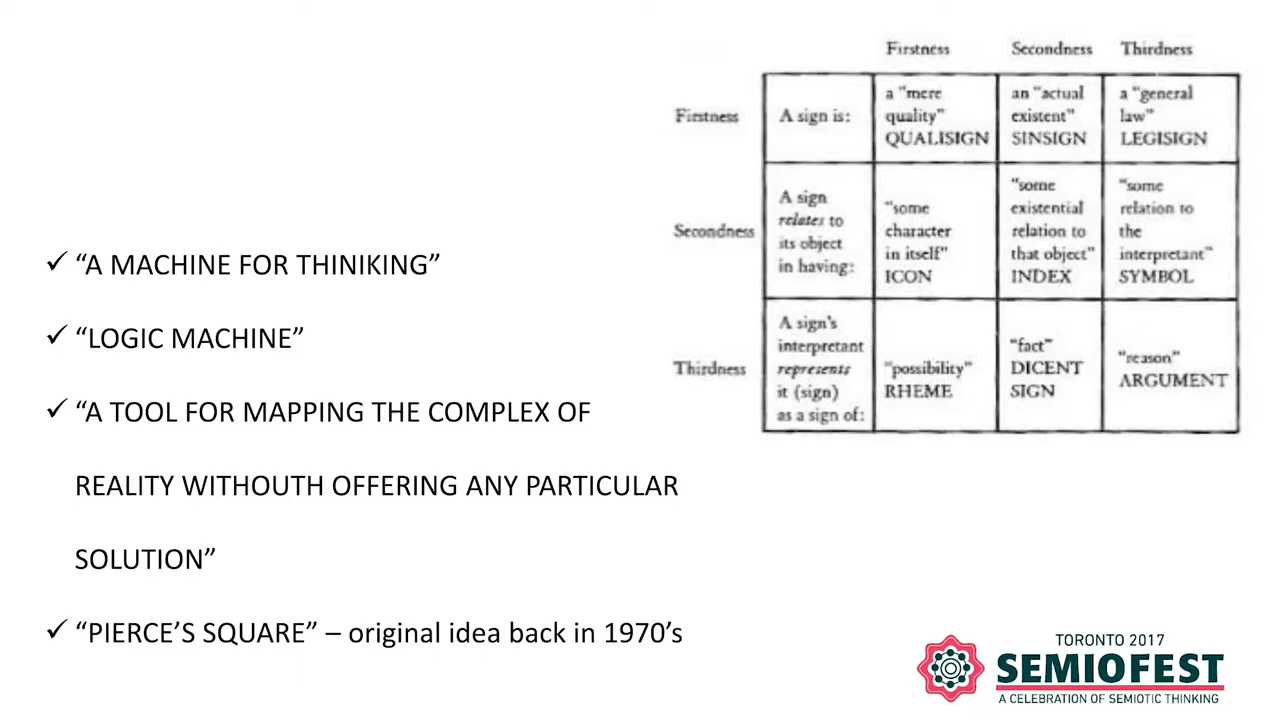 ✓ "A MACHINE FOR THINIKING"
✓ "LOGIC MACHINE"
✓ "A TOOL FOR MAPPING THE COMPLEX OF
REALITY WITHOUTH OFFERING ANY PARTICULAR
SOLUTION"
✓ "PIERCE'S SQUARE" – original idea back in 1970's
Firstness Secondness Thirdness
Firstness
A sign is:
a "mere
quality"
QUALISIGN
an "actual
existent"
SINSIGN
a "general
law"
LEGISIGN
Secondness
A sign
relates to
its object
in having:
"some
character
in itself"
ICON
"some
existential
relation to
that object"
INDEX
"some
relation to
the
interpretant"
SYMBOL
Thirdness
A sign's
interpretant
represents
it (sign)
as a sign of:
"possibility"
RHEME
"fact"
DICENT
SIGN
"reason"
ARGUMENT
TORONTO 2017
SEMIOFEST
A CELEBRATION OF SEMIOTIC THINKING